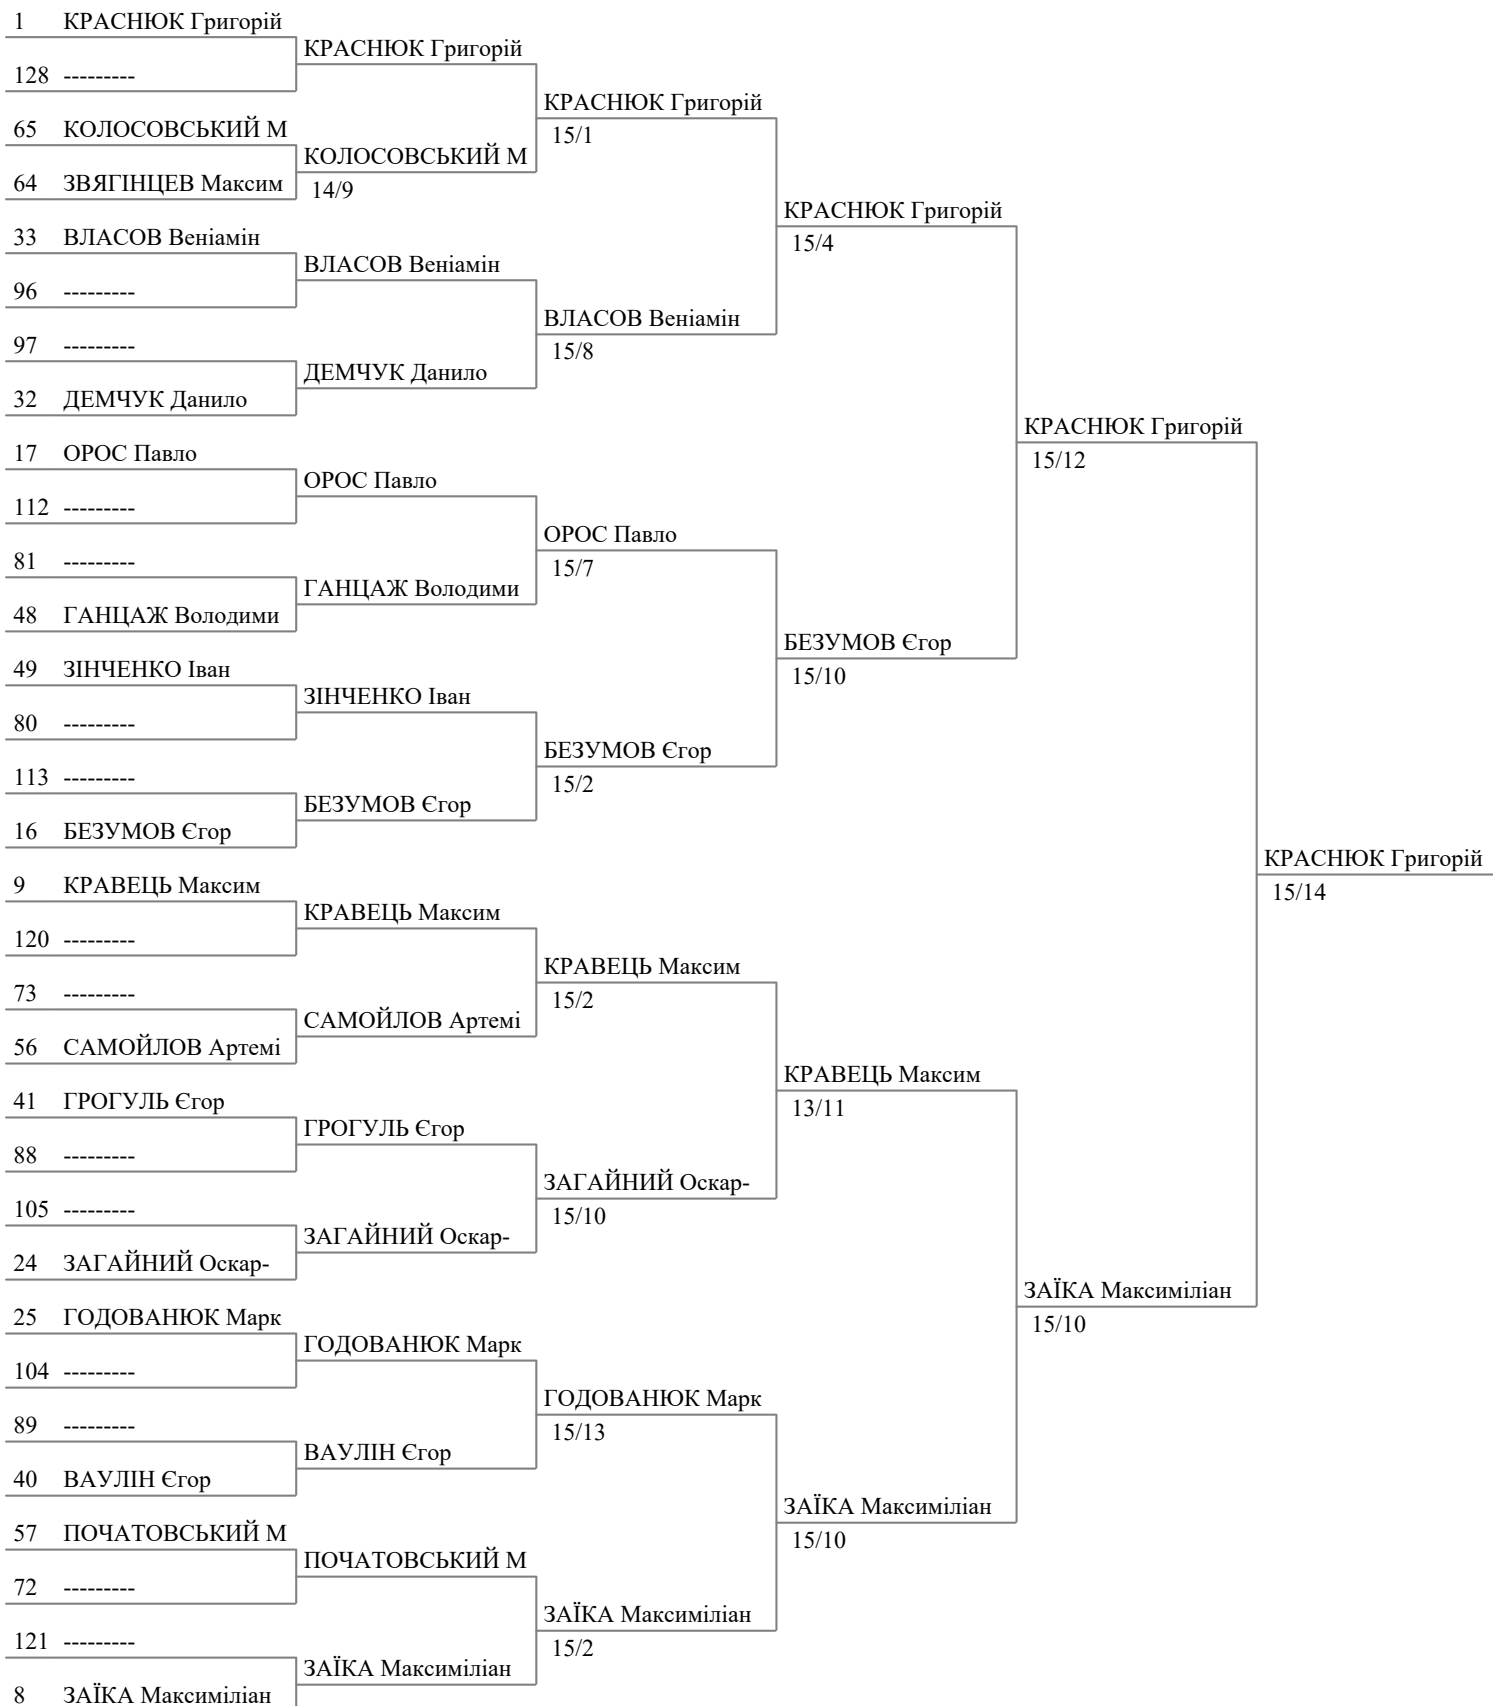 1 КРАСНЮК Григорій
КРАСНЮК Григорій
128 ---------
КРАСНЮК Григорій
15/1
65 КОЛОСОВСЬКИЙ М
КОЛОСОВСЬКИЙ М
14/9
64 ЗВЯГІНЦЕВ Максим
КРАСНЮК Григорій
15/4
33 ВЛАСОВ Веніамін
ВЛАСОВ Веніамін
96 ---------
ВЛАСОВ Веніамін
15/8
97 ---------
ДЕМЧУК Данило
32 ДЕМЧУК Данило
КРАСНЮК Григорій
15/12
17 ОРОС Павло
ОРОС Павло
112 ---------
ОРОС Павло
15/7
81 ---------
ГАНЦАЖ Володими
48 ГАНЦАЖ Володими
БЕЗУМОВ Єгор
15/10
49 ЗІНЧЕНКО Іван
ЗІНЧЕНКО Іван
80 ---------
БЕЗУМОВ Єгор
15/2
113 ---------
БЕЗУМОВ Єгор
16 БЕЗУМОВ Єгор
КРАСНЮК Григорій
15/14
9 КРАВЕЦЬ Максим
КРАВЕЦЬ Максим
120 ---------
КРАВЕЦЬ Максим
15/2
73 ---------
САМОЙЛОВ Артемі
56 САМОЙЛОВ Артемі
КРАВЕЦЬ Максим
13/11
41 ГРОГУЛЬ Єгор
ГРОГУЛЬ Єгор
88 ---------
ЗАГАЙНИЙ Оскар-
15/10
105 ---------
ЗАГАЙНИЙ Оскар-
24 ЗАГАЙНИЙ Оскар-
ЗАЇКА Максиміліан
15/10
25 ГОДОВАНЮК Марк
ГОДОВАНЮК Марк
104 ---------
ГОДОВАНЮК Марк
15/13
89 ---------
ВАУЛІН Єгор
40 ВАУЛІН Єгор
ЗАЇКА Максиміліан
15/10
57 ПОЧАТОВСЬКИЙ М
ПОЧАТОВСЬКИЙ М
72 ---------
ЗАЇКА Максиміліан
15/2
121 ---------
ЗАЇКА Максиміліан
8 ЗАЇКА Максиміліан